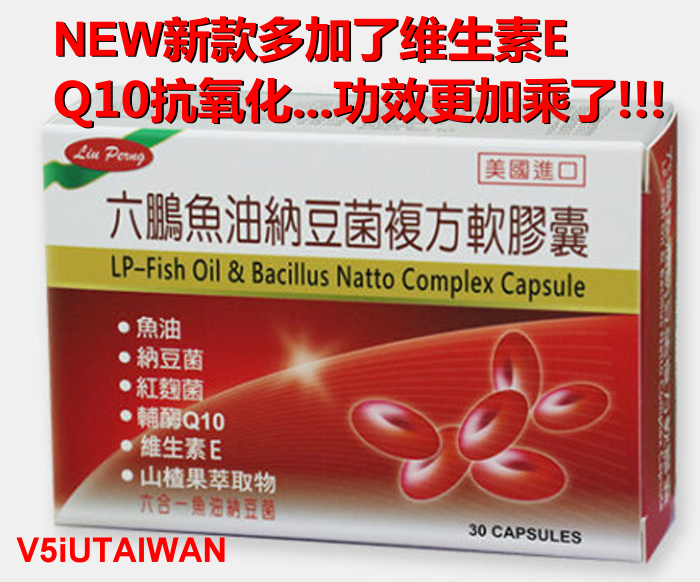 NEW新款多加了维生素E
Q10抗氧化...功效更加乘了!!!
Liu Perng
美國進口
六鵬魚油納豆菌複方軟膠囊
LP-Fish Oil & Bacillus Natto Complex Capsule
•魚油
•納豆菌
•紅麴菌
•輔酶Q10
•維生素E
•山楂果萃取物
六合一魚油納豆菌
30 CAPSULES
V5iUTAIWAN